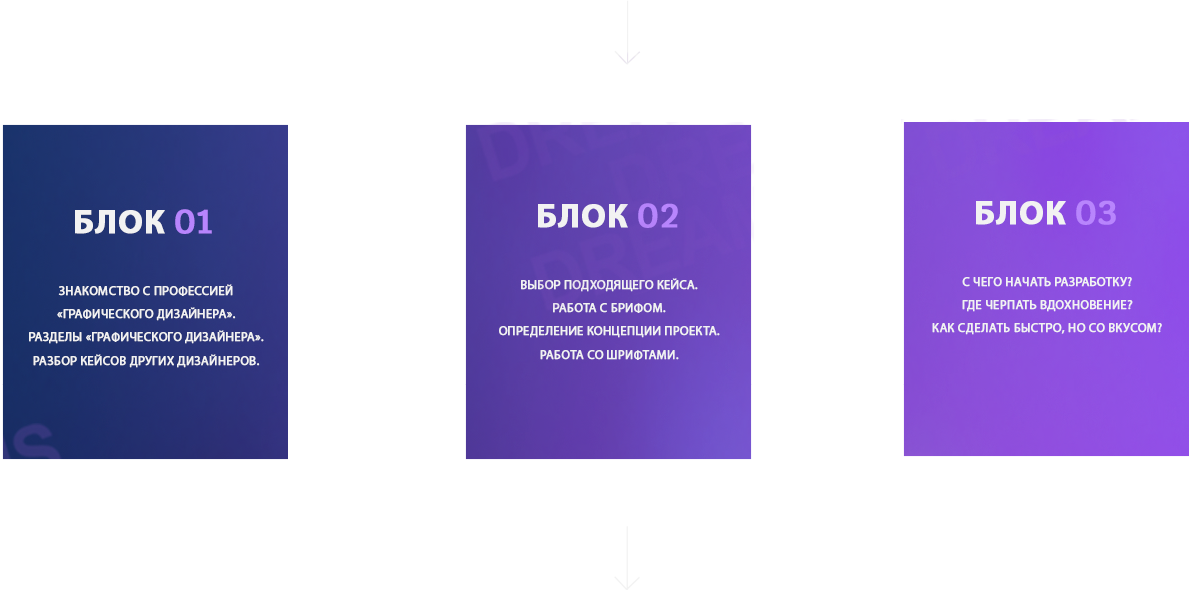 БЛОК 01
ЗНАКОМСТВО С ПРОФЕССИЕЙ
«ГРАФИЧЕСКОГО ДИЗАЙНЕРА».
РАЗДЕЛЫ «ГРАФИЧЕСКОГО ДИЗАЙНЕРА».
РАЗБОР КЕЙСОВ ДРУГИХ ДИЗАЙНЕРОВ.
БЛОК 02
ВЫБОР ПОДХОДЯЩЕГО КЕЙСА.
РАБОТА С БРИФОМ.
ОПРЕДЕЛЕНИЕ КОНЦЕПЦИИ ПРОЕКТА.
РАБОТА СО ШРИФТАМИ.
БЛОК 03
С ЧЕГО НАЧАТЬ РАЗРАБОТКУ?
ГДЕ ЧЕРПАТЬ ВДОХНОВЕНИЕ?
КАК СДЕЛАТЬ БЫСТРО, НО СО ВКУСОМ?